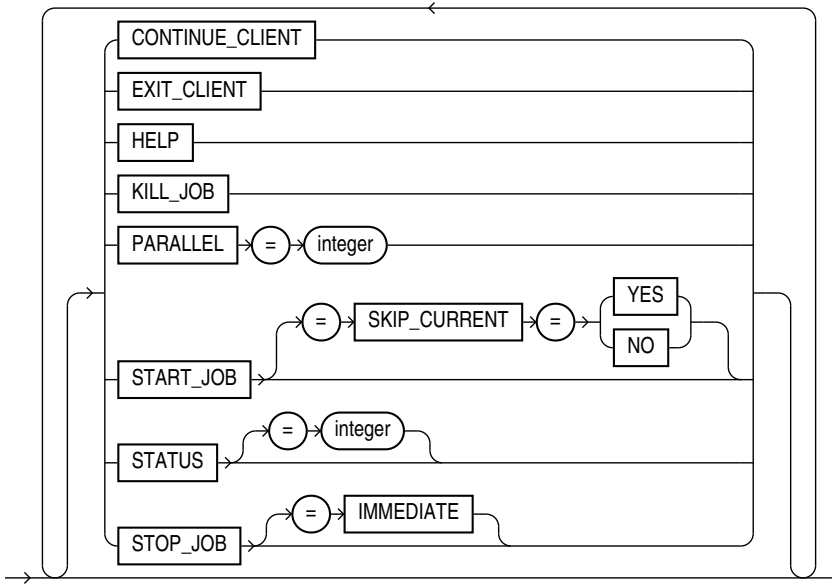 CONTINUE_CLIENT
EXIT_CLIENT
HELP
KILL_JOB
PARALLEL = integer
YES
= SKIP_CURRENT =
NO
START_JOB
= integer
STATUS
= IMMEDIATE
STOP_JOB